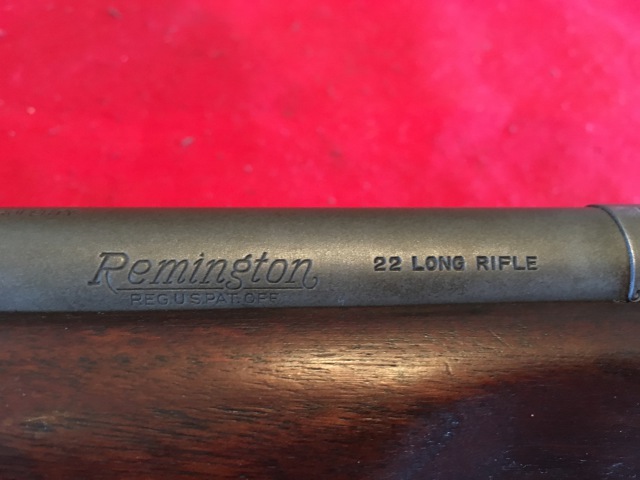 Remington
REG.U.S.PAT.OFF.
22 LONG RIFLE